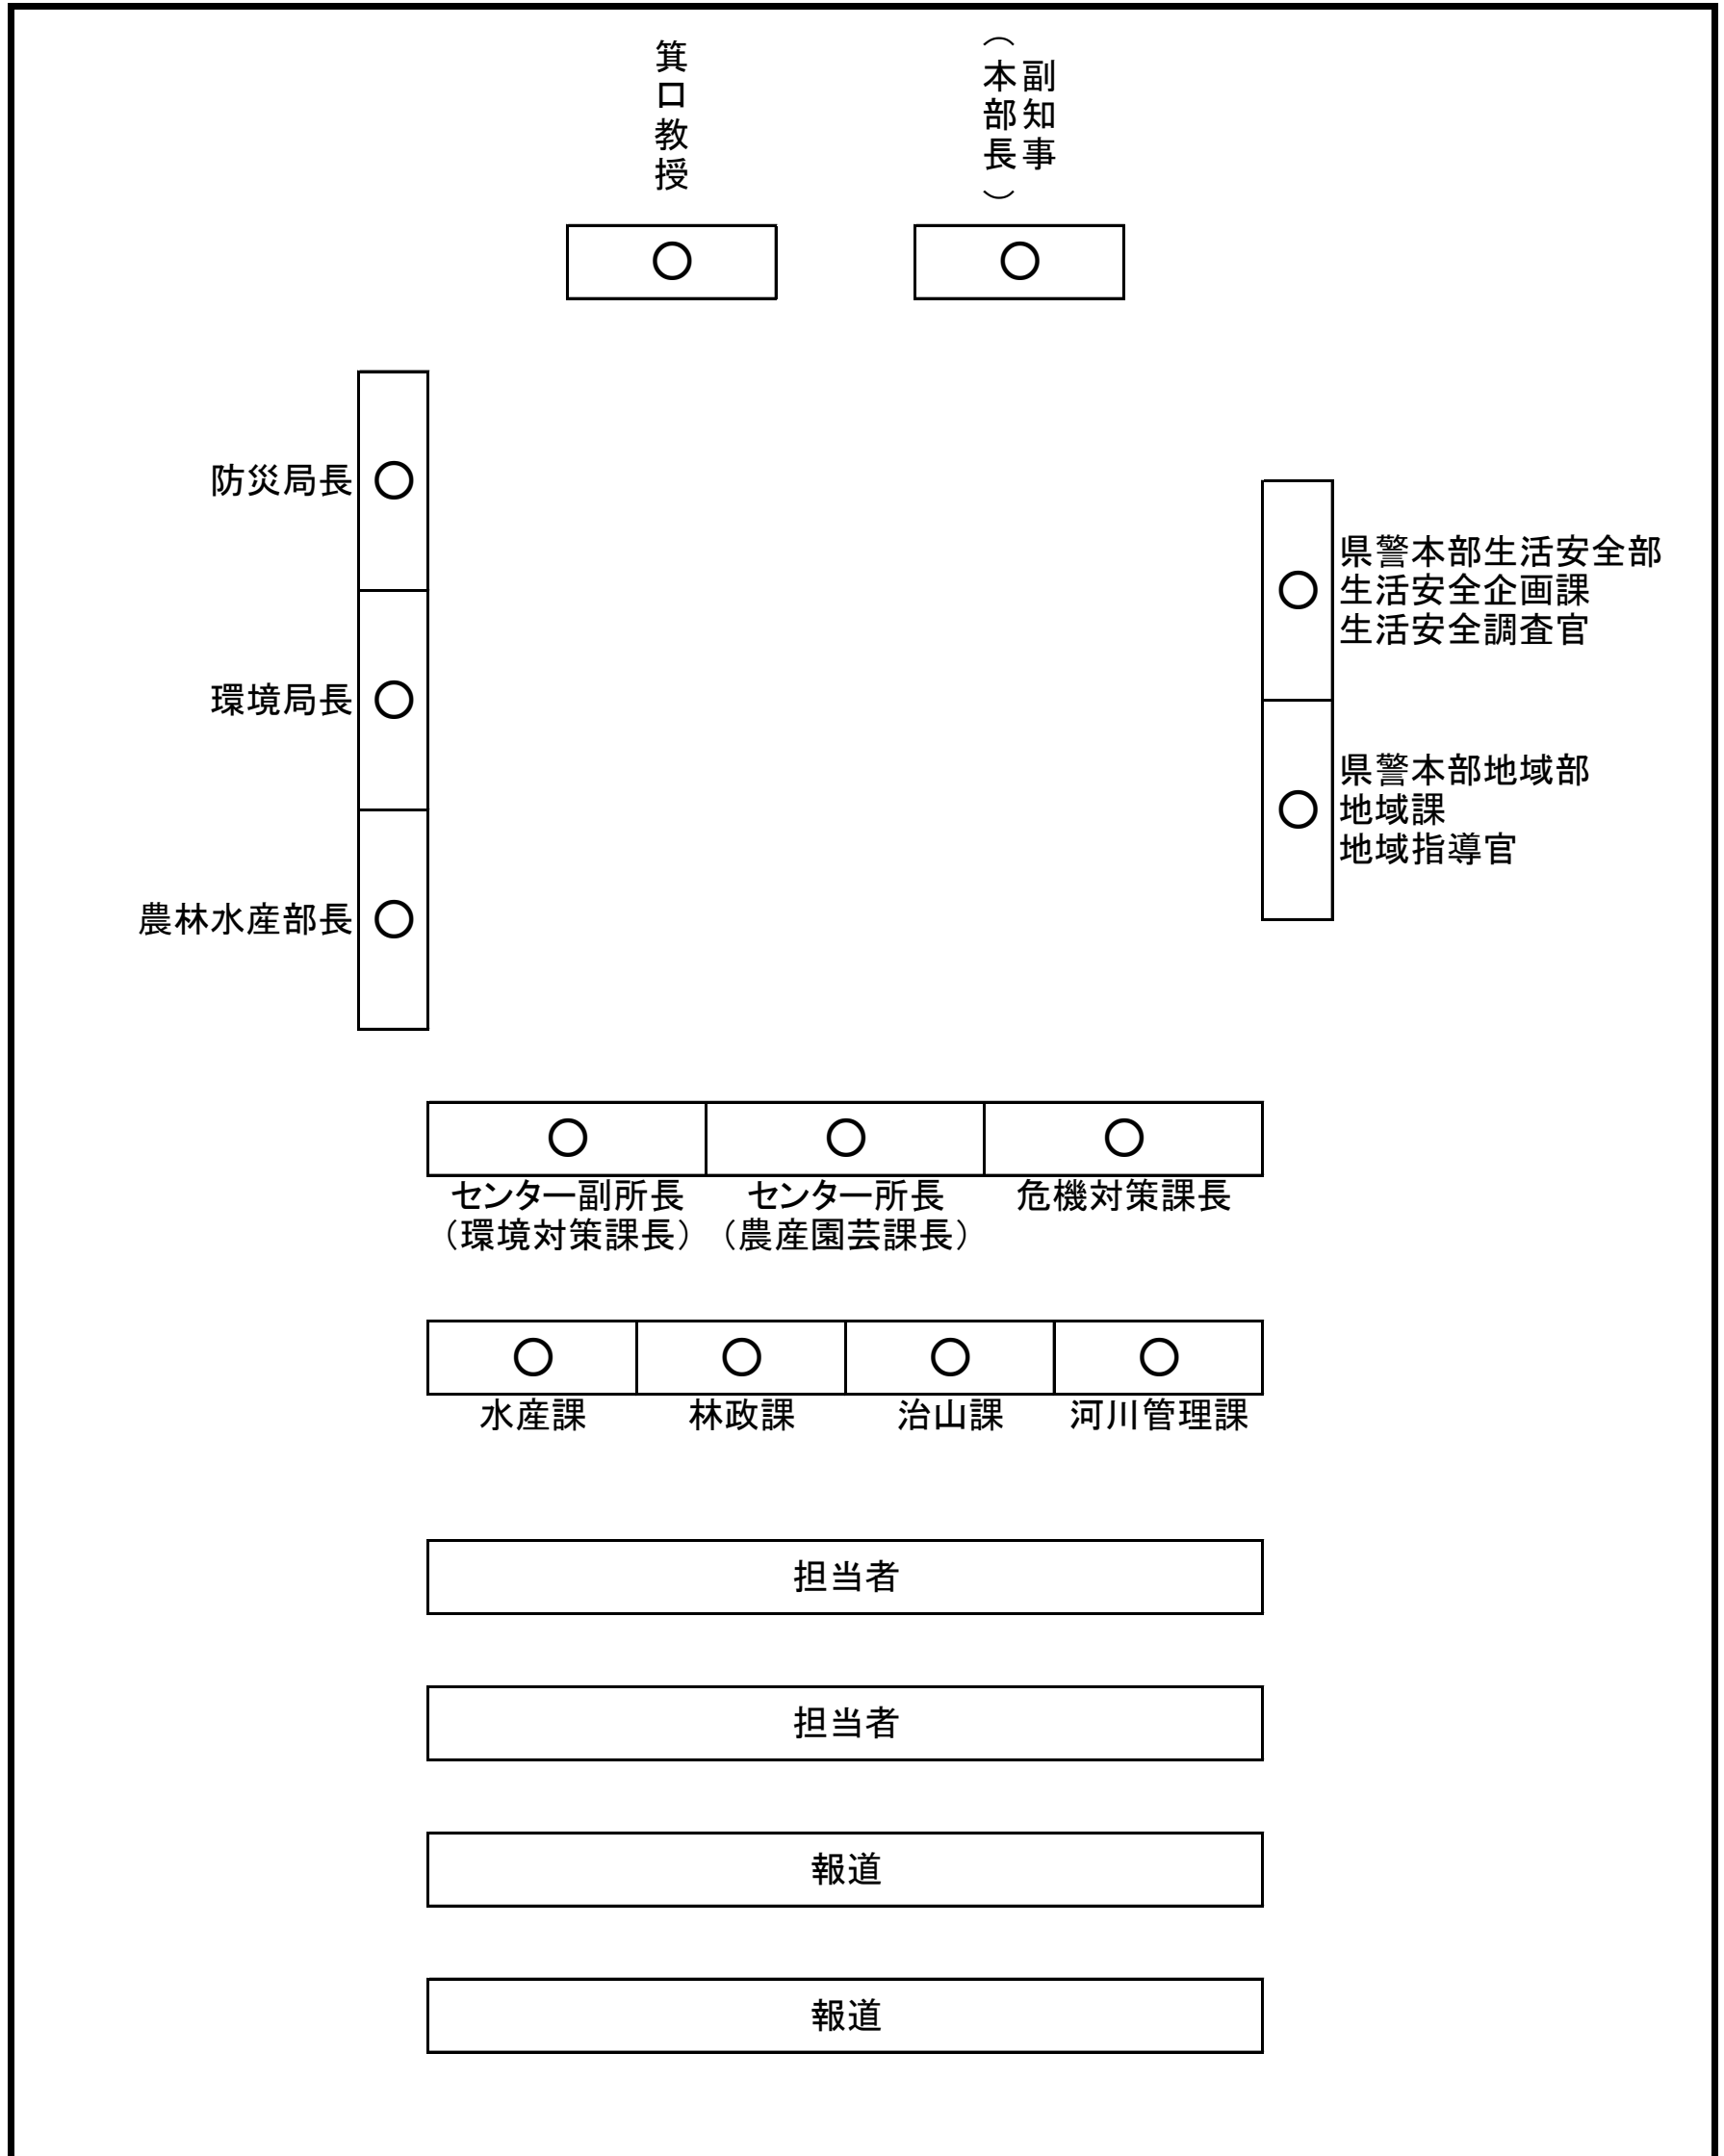 箕口教授
副知事
（本部長）
防災局長
県警本部生活安全部
生活安全企画課
生活安全調査官
環境局長
県警本部地域部
地域課
地域指導官
農林水産部長
センター副所長
（環境対策課長）
センター所長
（農産園芸課長）
危機対策課長
水産課
林政課
治山課
河川管理課
担当者
担当者
報道
報道